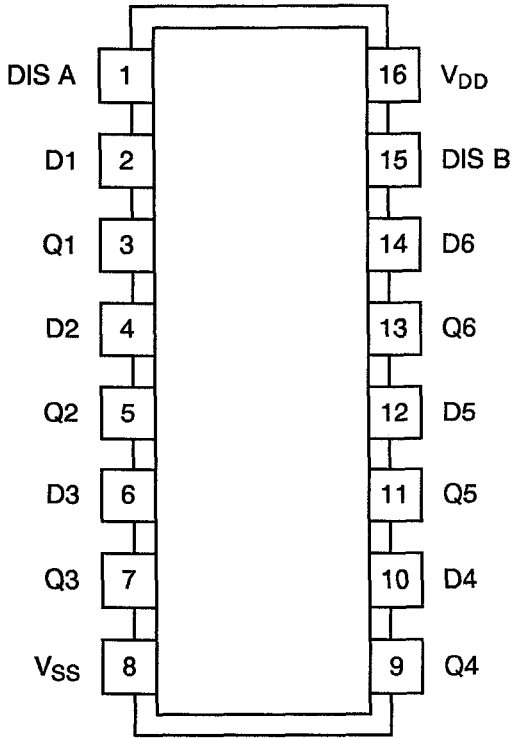 DIS A 1 16 VDD
D1 2 15 DIS B
Q1 3 14 D6
D2 4 13 Q6
Q2 5 12 D5
D3 6 11 Q5
Q3 7 10 D4
VSS 8 9 Q4